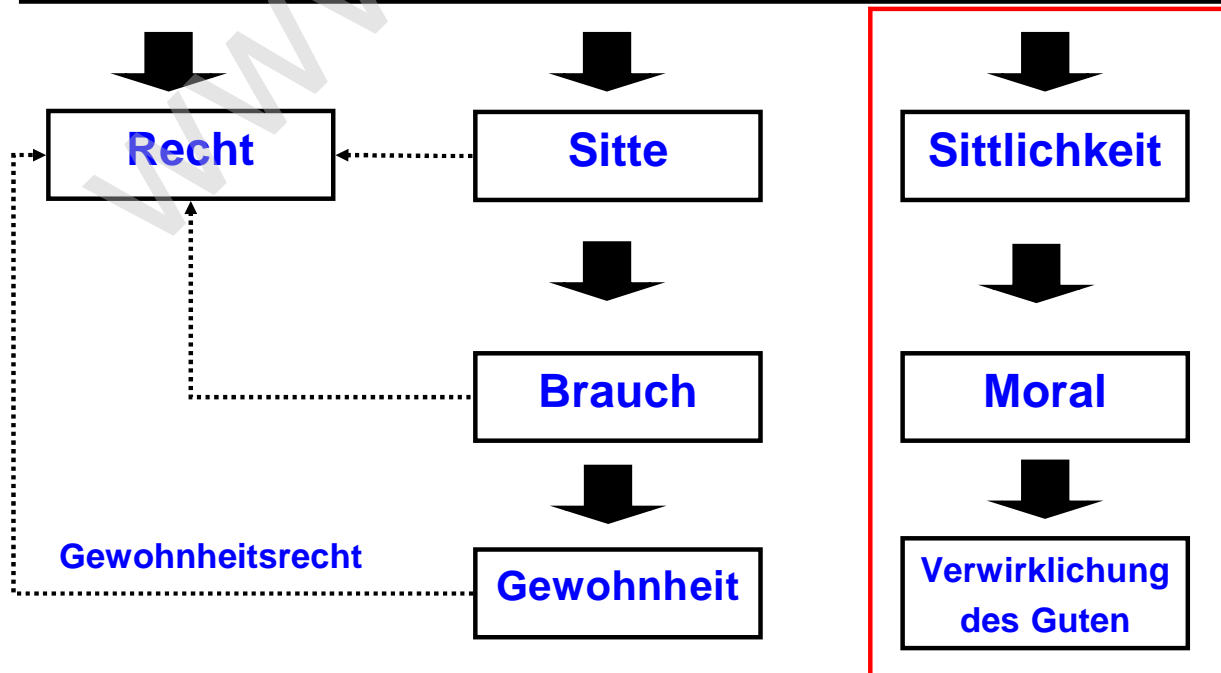 Recht
Sitte
Sittlichkeit
Brauch
Moral
Gewohnheitsrecht
Gewohnheit
Verwirklichung
des Guten